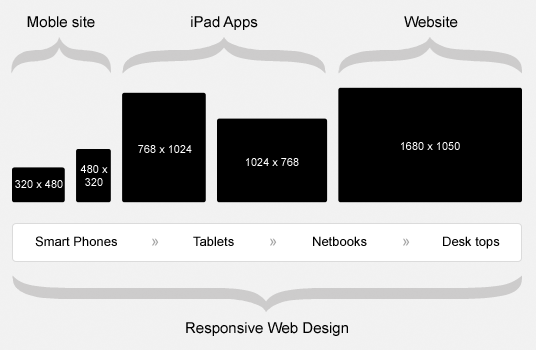 Moble site
iPad Apps
Website
320 x 480
480 x
320
768 x 1024
1024 x 768
1680 x 1050
Smart Phones » Tablets » Netbooks » Desk tops
Responsive Web Design